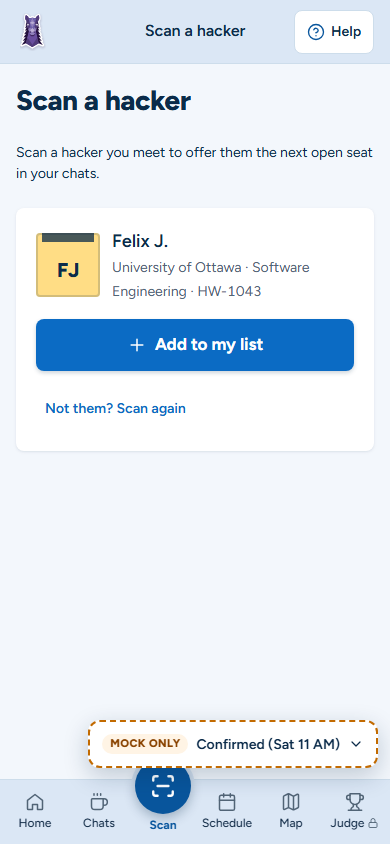 Scan a hacker
Help
Scan a hacker
Scan a hacker you meet to offer them the next open seat
in your chats.
FJ
Felix J.
University of Ottawa · Software
Engineering · HW-1043
Add to my list
Not them? Scan again
MOCK ONLY
Confirmed (Sat 11 AM)
Home
Chats
Scan
Schedule
Map
Judge